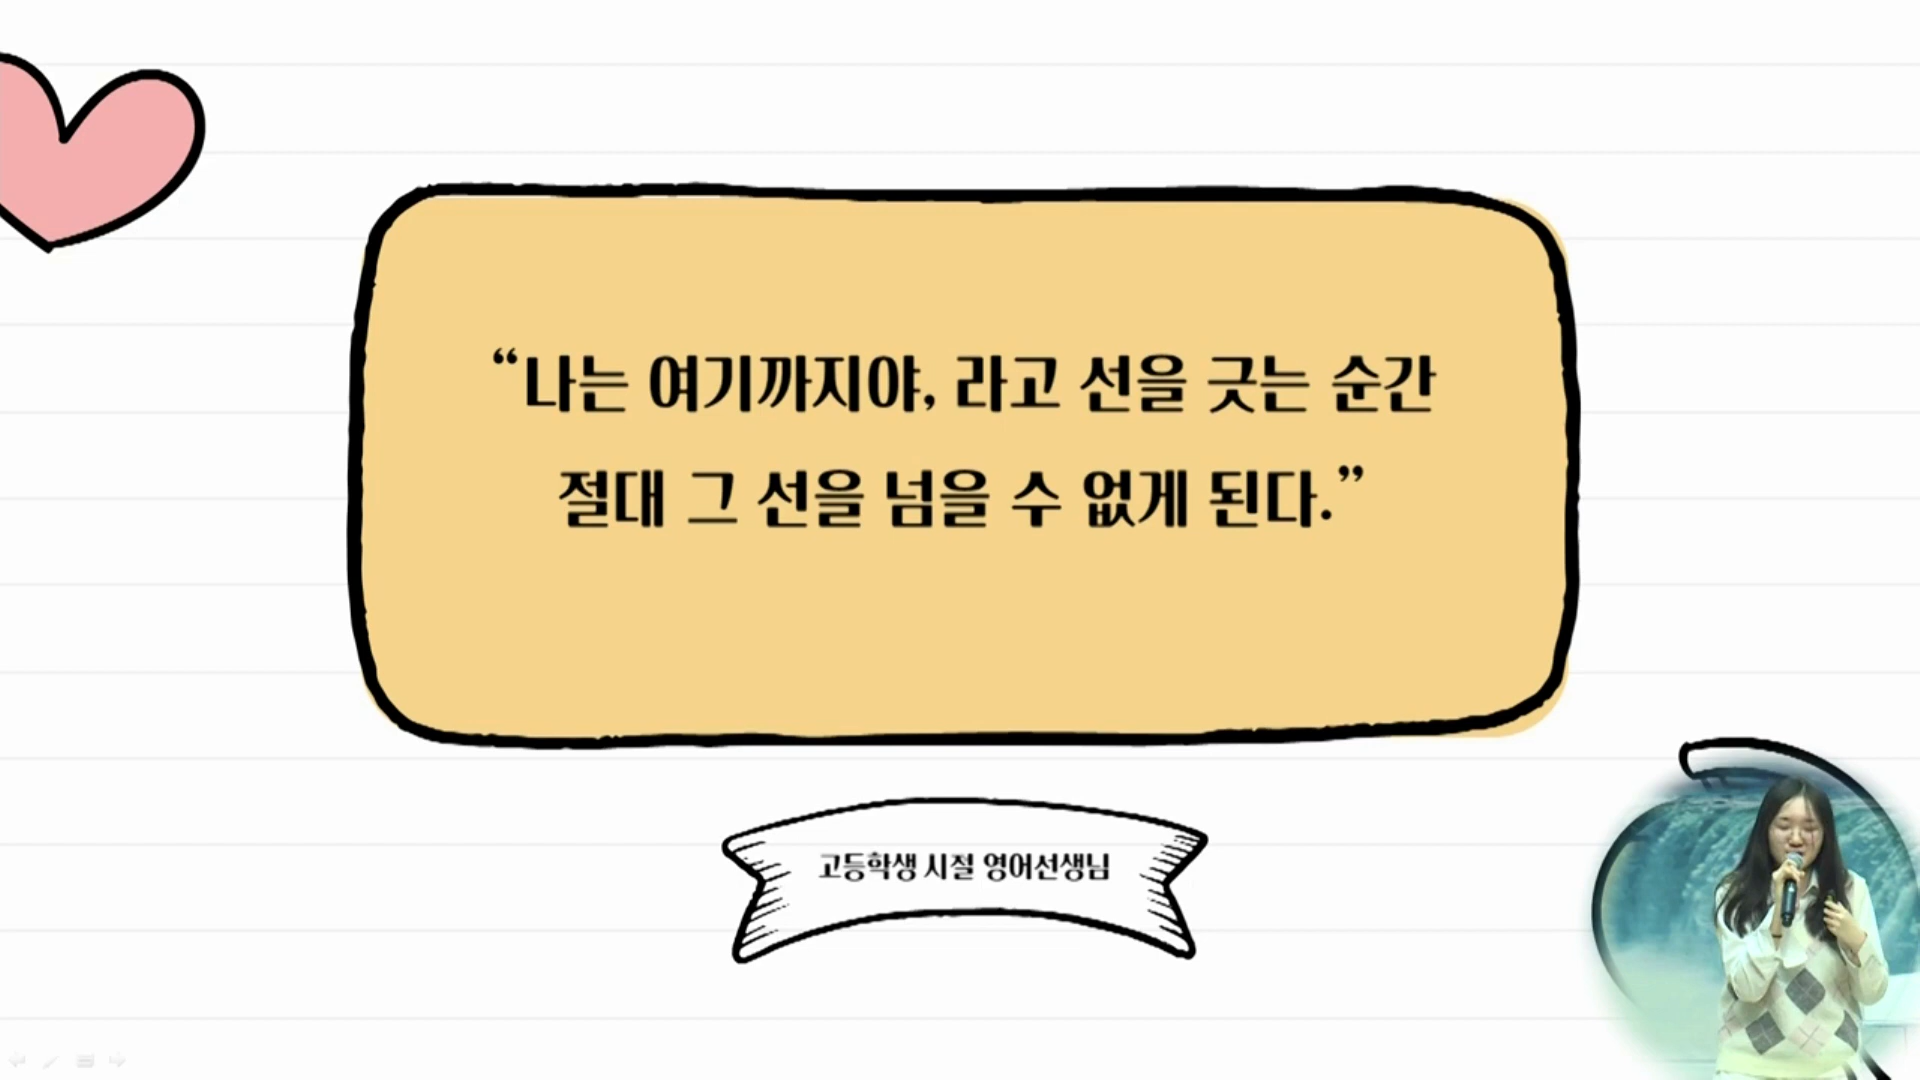 “나는 여기까지야, 라고 선을 긋는 순간
절대 그 선을 넘을 수 없게 된다.”
고등학생 시절 영어선생님